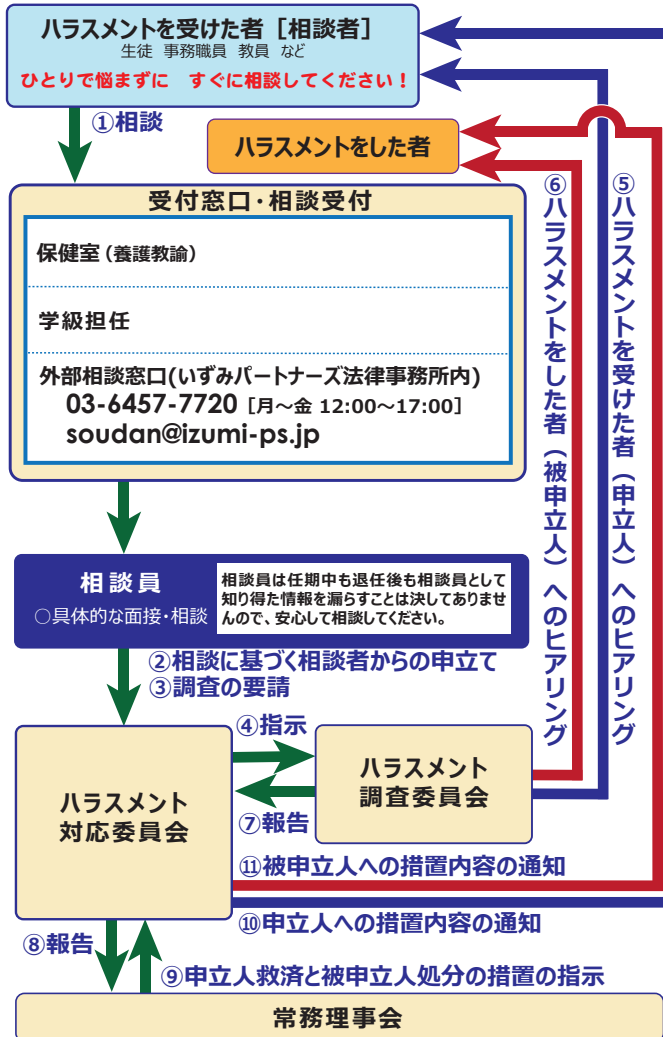 ハラスメントを受けた者［相談者］
生徒 事務職員 教員 など
ひとりで悩まずに すぐに相談してください！
①相談
ハラスメントをした者
受付窓口・相談受付
保健室（養護教諭）
学級担任
外部相談窓口(いずみパートナーズ法律事務所内)
03-6457-7720［月～金 12:00～17:00］
soudan@izumi-ps.jp
⑥ハラスメントをした者（被申立人）へのヒアリング
⑤ハラスメントを受けた者（申立人）へのヒアリング
相談員
○具体的な面接・相談
相談員は任期中も退任後も相談員として
知り得た情報を漏らすことは決してありませ
んので、安心して相談してください。
②相談に基づく相談者からの申立て
③調査の要請
④指示
ハラスメント
対応委員会
ハラスメント
調査委員会
⑦報告
⑪被申立人への措置内容の通知
⑩申立人への措置内容の通知
⑧報告
⑨申立人救済と被申立人処分の措置の指示
常務理事会